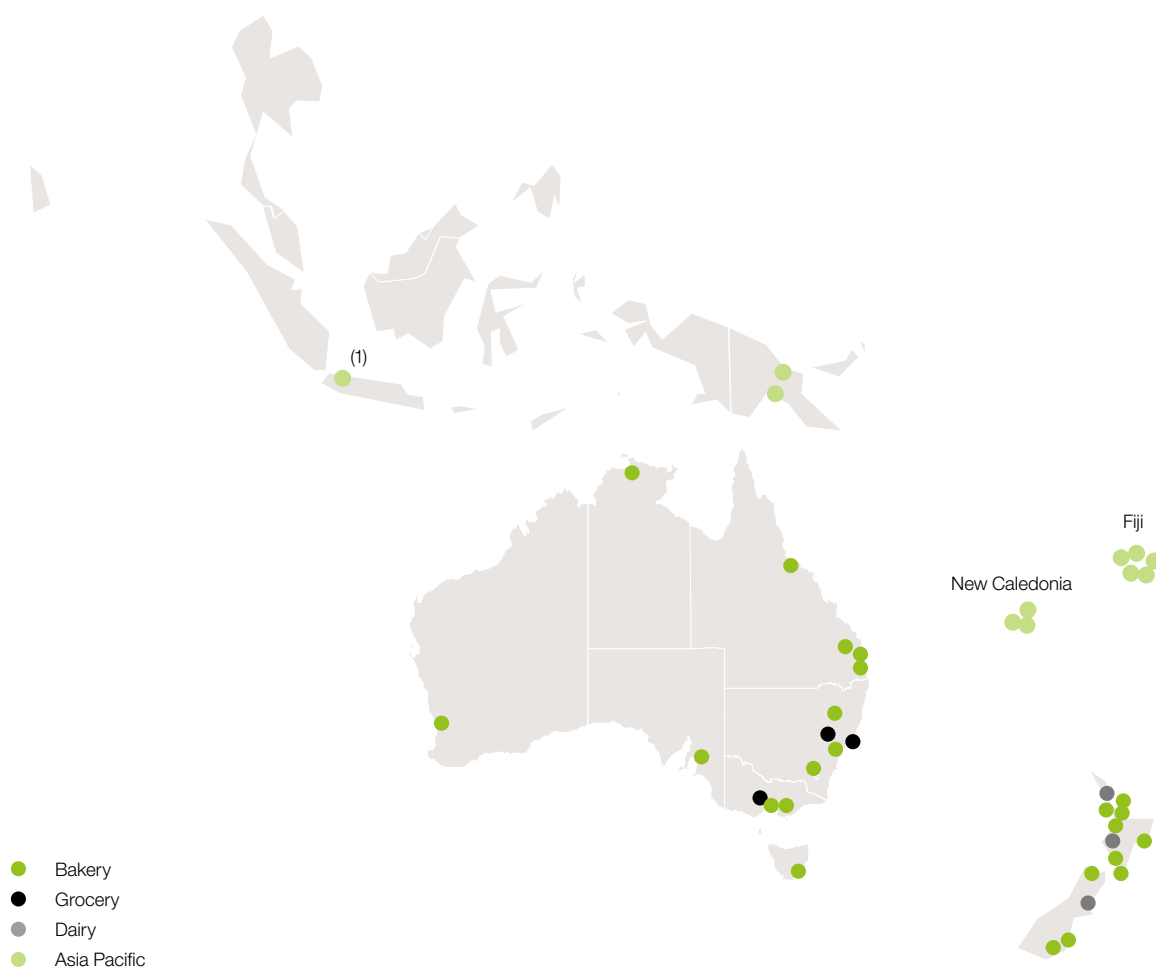 (1)
Fiji
New Caledonia
Bakery
Grocery
Dairy
Asia Pacific